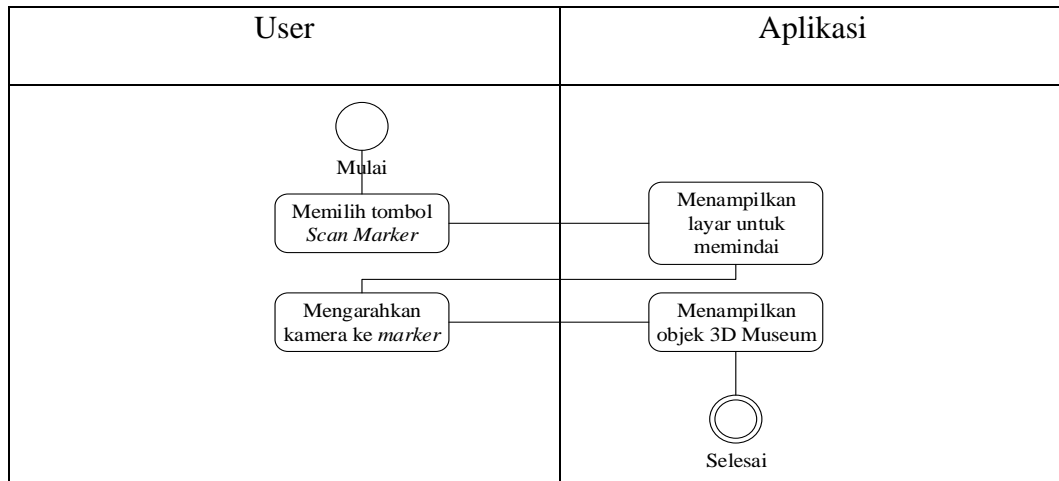 User
Aplikasi
Mulai
Memilih tombol
Scan Marker
Menampilkan
layar untuk
memindai
Mengarahkan
kamera ke marker
Menampilkan
objek 3D Museum
Selesai